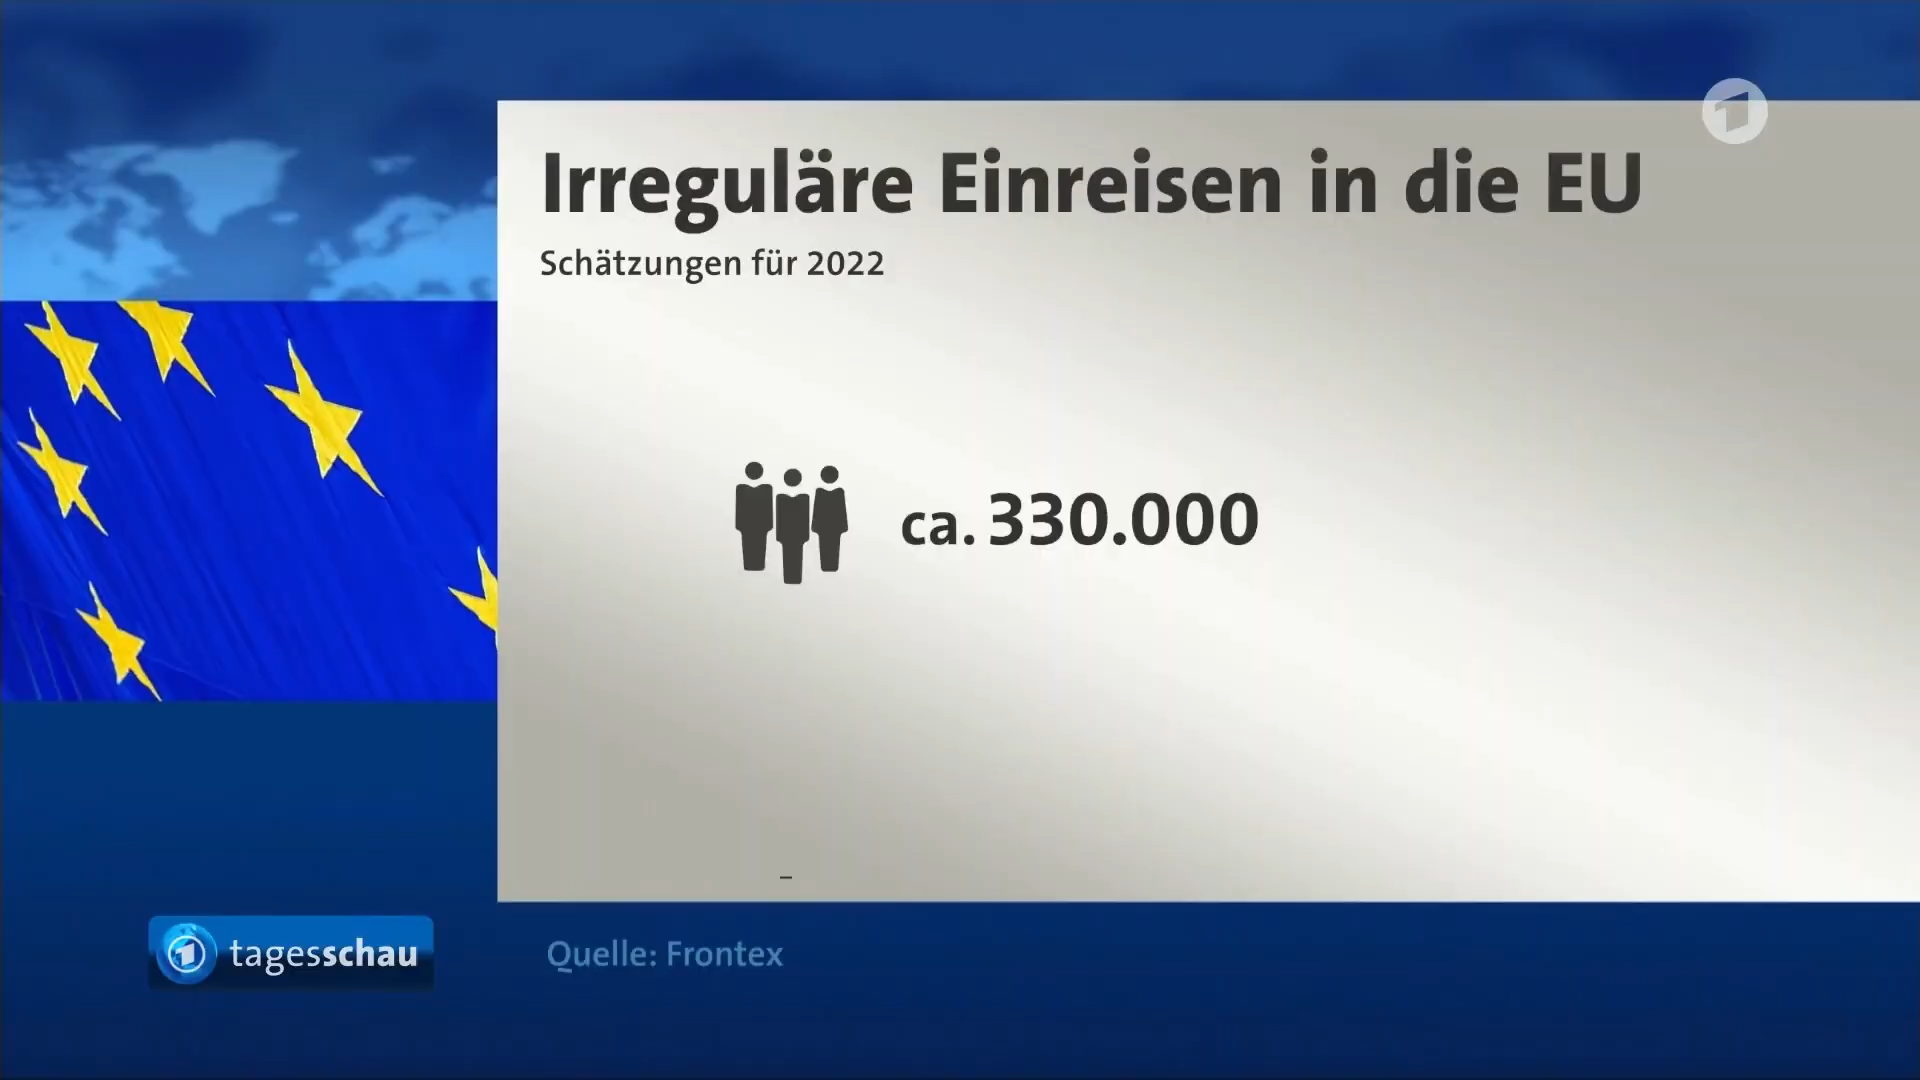 Irreguläre Einreisen in die EU
Schätzungen für 2022
ca. 330.000
tagesschau
Quelle: Frontex